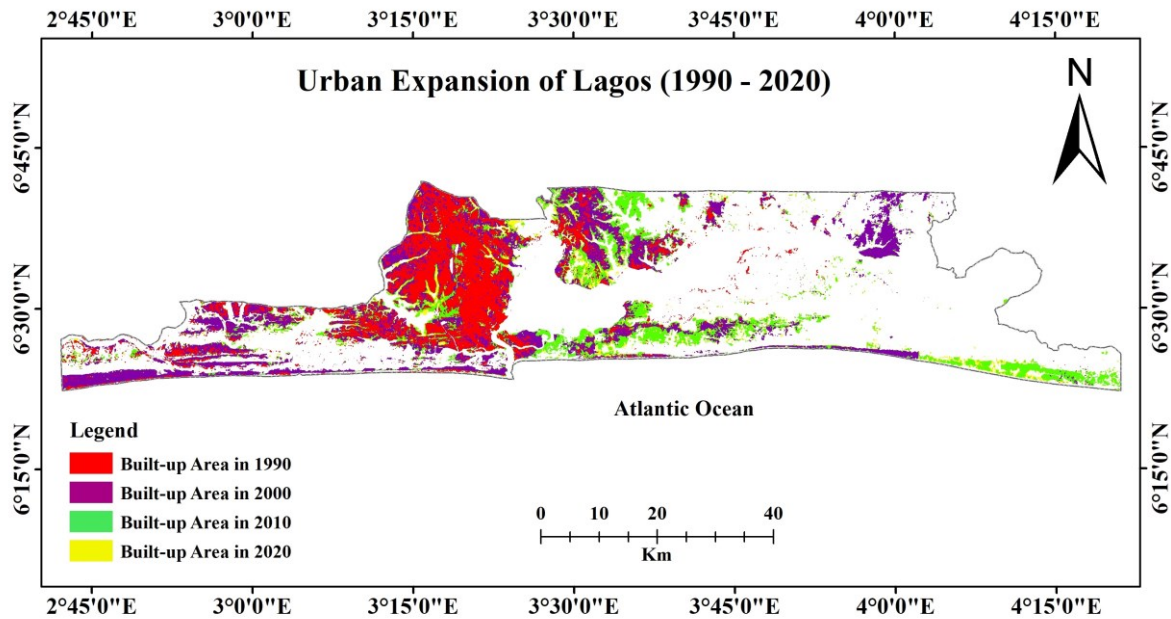 2°45'0"E 3°0'0"E 3°15'0"E 3°30'0"E 3°45'0"E 4°0'0"E 4°15'0"E
Urban Expansion of Lagos (1990 - 2020)
N
6°45'0"N 6°45'0"N
6°30'0"N 6°30'0"N
Atlantic Ocean
6°15'0"N 6°15'0"N
Legend
Built-up Area in 1990
Built-up Area in 2000
Built-up Area in 2010
Built-up Area in 2020
0 10 20 40
Km
2°45'0"E 3°0'0"E 3°15'0"E 3°30'0"E 3°45'0"E 4°0'0"E 4°15'0"E